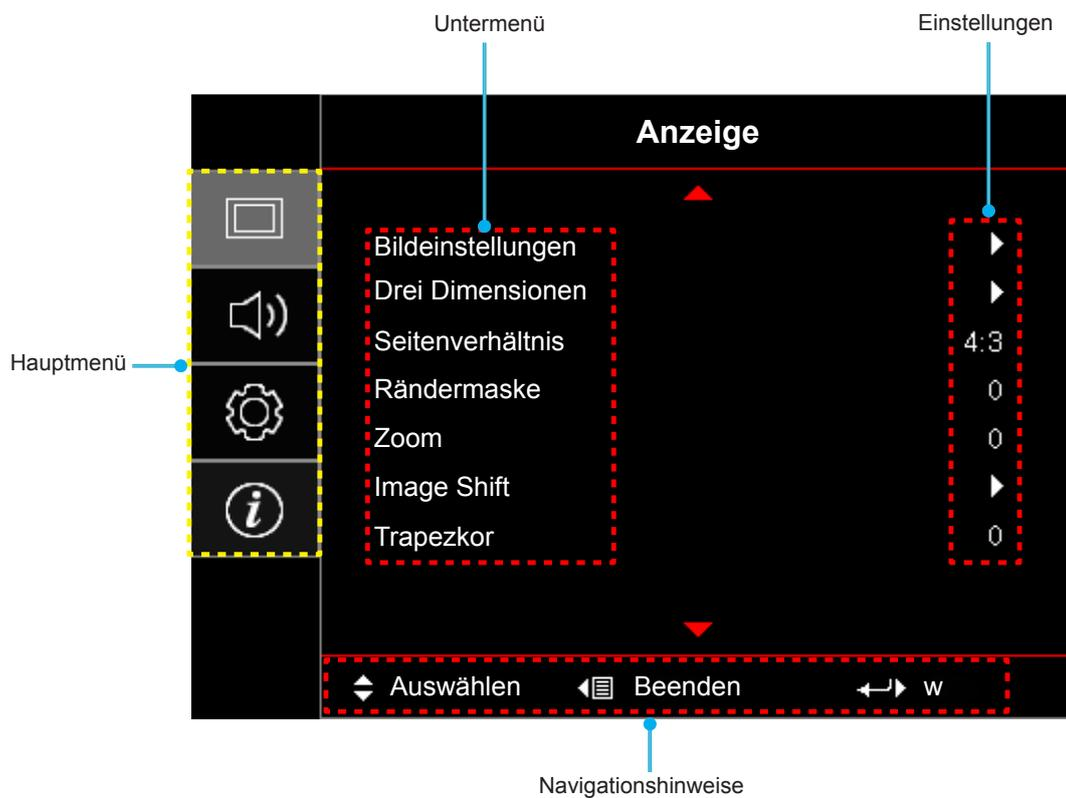 Untermenü
Einstellungen
Anzeige
Hauptmenü
Bildeinstellungen
Drei Dimensionen
Seitenverhältnis 4:3
Rändermaske 0
Zoom 0
Image Shift
Trapezkor 0
Auswählen Beenden w
Navigationshinweise